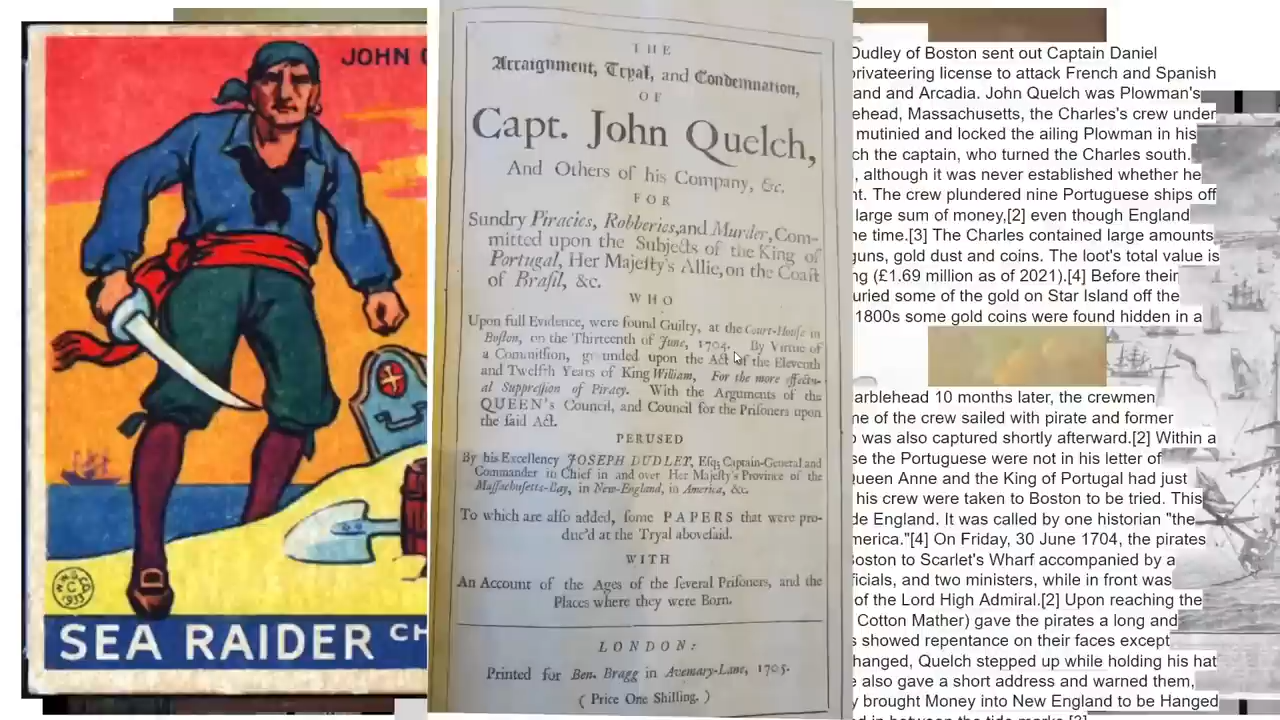 JOHN
SEA RAIDER CH
W.W.G. CO
C
1933
THE
Arraignment, Tryal, and Condemnation,
OF
Capt. John Quelch,
And Others of his Company, &c.
FOR
Sundry Piracies, Robberies, and Murder, Com-
mitted upon the Subjects of the King of
Portugal, Her Majesty's Allie, on the Coast
of Brasil, &c.
WHO
Upon full Evidence, were found Guilty, at the Court-House in
Boston, on the Thirteenth of June, 1704. By Virtue of
a Commission, grounded upon the Act of the Eleventh
and Twelfth Years of King William, For the more effectu-
al Suppression of Piracy. With the Arguments of the
QUEEN's Council, and Council for the Prisoners upon
the said Act.
PERUSED
By his Excellency JOSEPH DUDLEY, Esq; Captain-General and
Commander in Chief in and over Her Majesty's Province of the
Massachusetts-Bay, in New-England, in America, &c.
To which are also added, some PAPERS that were pro-
duc'd at the Tryal abovesaid.
WITH
An Account of the Ages of the several Prisoners, and the
Places where they were Born.
LONDON:
Printed for Ben. Bragg in Avemary-Lane, 1705.
( Price One Shilling. )
Dudley of Boston sent out Captain Daniel
privateering license to attack French and Spanish
and and Arcadia. John Quelch was Plowman's
ehead, Massachusetts, the Charles's crew under
mutinied and locked the ailing Plowman in his
ch the captain, who turned the Charles south.
, although it was never established whether he
nt. The crew plundered nine Portuguese ships off
large sum of money,[2] even though England
he time.[3] The Charles contained large amounts
guns, gold dust and coins. The loot's total value is
ng (£1.69 million as of 2021).[4] Before their
uried some of the gold on Star Island off the
1800s some gold coins were found hidden in a
arblehead 10 months later, the crewmen
me of the crew sailed with pirate and former
o was also captured shortly afterward.[2] Within a
se the Portuguese were not in his letter of
Queen Anne and the King of Portugal had just
his crew were taken to Boston to be tried. This
de England. It was called by one historian "the
merica."[4] On Friday, 30 June 1704, the pirates
Boston to Scarlet's Wharf accompanied by a
ficials, and two ministers, while in front was
of the Lord High Admiral.[2] Upon reaching the
Cotton Mather) gave the pirates a long and
s showed repentance on their faces except
hanged, Quelch stepped up while holding his hat
e also gave a short address and warned them,
y brought Money into New England to be Hanged
ed in between the tide marks.[3]